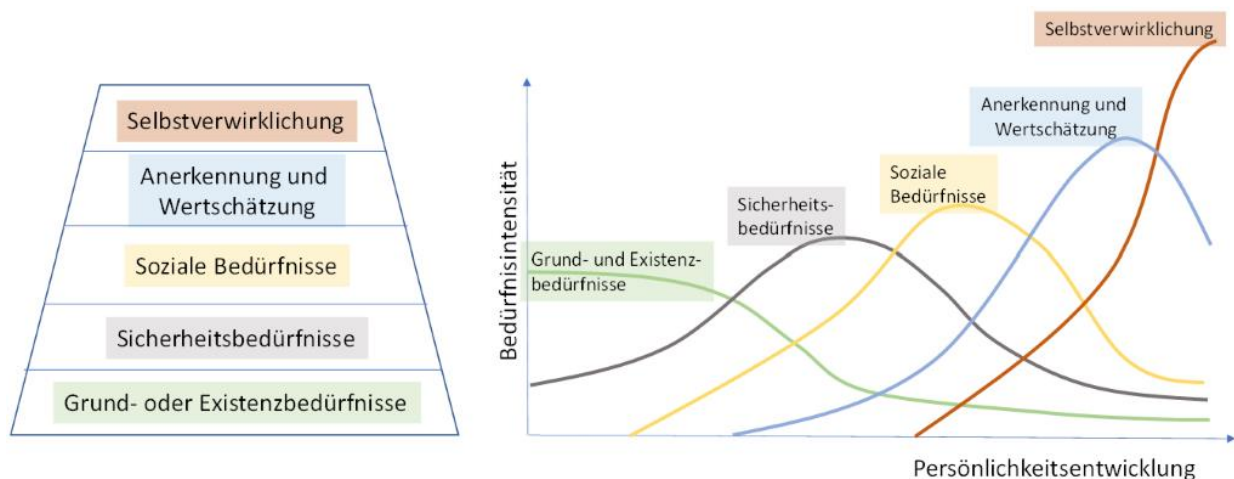 Selbstverwirklichung
Anerkennung und
Wertschätzung
Soziale Bedürfnisse
Sicherheitsbedürfnisse
Grund- oder Existenzbedürfnisse
Bedürfnisintensität
Grund- und Existenz-
bedürfnisse
Sicherheits-
bedürfnisse
Soziale
Bedürfnisse
Anerkennung und
Wertschätzung
Selbstverwirklichung
Persönlichkeitsentwicklung